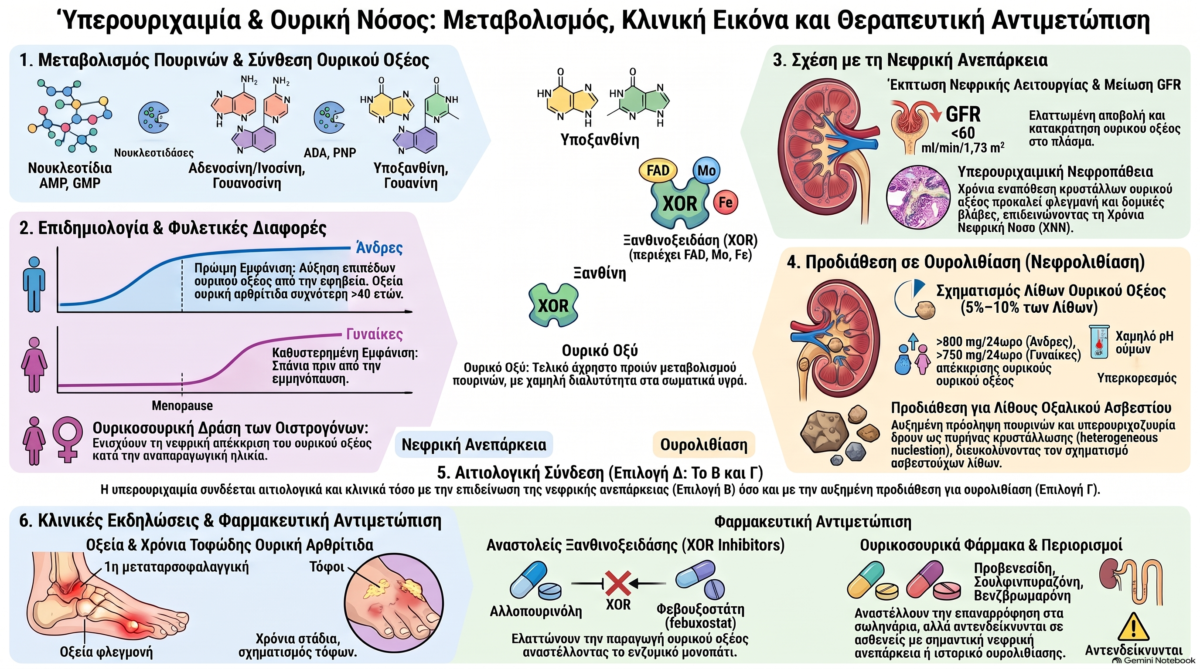 ‘Υπερουριχαιμία & Ουρική Νόσος: Μεταβολισμός, Κλινική Εικόνα και Θεραπευτική Αντιμετώπιση
1. Μεταβολισμός Πουρινών & Σύνθεση Ουρικού Οξέος
NH₂
NH₂
N
N
N
N
H
O
NH
N
O
NH
Νουκλεοτίδια
AMP, GMP
Νουκλεοτιδάσες
Αδενοσίνη/Ινοσίνη,
Γουανοσίνη
ADA, PNP
Υποξανθίνη,
Γουανίνη
2. Επιδημιολογία & Φυλετικές Διαφορές
Άνδρες
Πρώιμη Εμφάνιση: Αύξηση επιπέδων
ουρικού οξέος από την εφηβεία. Οξεία
ουρική αρθρίτιδα συχνότερη >40 ετών.
Γυναίκες
Καθυστερημένη Εμφάνιση:
Σπάνια πριν από την
εμμηνόπαυση.
Menopause
Ουρικοσουρική Δράση των Οιστρογόνων:
Ενισχύουν τη νεφρική απέκκριση του ουρικού οξέος
κατά την αναπαραγωγική ηλικία.
Υποξανθίνη
FAD
Mo
XOR
Fe
Ξανθινοξειδάση (XOR)
(περιέχει FAD, Mo, Fe)
Ξανθίνη
XOR
Ουρικό Οξύ
Ουρικό Οξύ: Τελικό άχρηστο προιύν μεταβολισμού
πουρινών, με χαμηλή διαλυτότητα στα σωματικά υγρά.
Νεφρική Ανεπάρκεια
Ουρολιθίαση
3. Σχέση με τη Νεφρική Ανεπάρκεια
Έκπτωση Νεφρικής Λειτουργίας & Μείωση GFR
GFR
<60
ml/min/1,73 m²
Ελαττωμένη αποβολή και
κατακράτηση ουρικού οξέος
στο πλάσμα.
Υπερουριχαιμική Νεφροπάθεια
Χρόνια εναπόθεση κρυστάλλων ουρικού
οξέος προκαλεί φλεγμονή και δομικές
βλάβες, επιδεινώνοντας τη Χρόνια
Νεφρική Νοσο (ΧΝΝ).
4. Προδιάθεση σε Ουρολιθίαση (Νεφρολιθίαση)
Σχηματισμός Λίθων Ουρικού Οξέος
(5%–10% των Λίθων)
>800 mg/24ωρο (Άνδρες),
>750 mg/24ωρο (Γυναίκες)
απέκκρισης ουρικούς
ουρικού οξέος
Χαμηλό pH
ούμων
Υπερκορεσμός
Προδιάθεση για Λίθους Οξαλικού Ασβεστίου
Αυξημένη πρόοληψη πουρινών και υπερουριχοζυυρία
δρουν ως πυρήνας κρυστάλλωσης (heterogeneous
nuclestion), διευκολύνοντας τον σχηματισμό
ασβεστούχων λίθων.
5. Αιτιολογική Σύνδεση (Επιλογή Δ: Το Β και Γ)
Η υπερουριχαιμία συνδέεται αιτιολογικά και κλινικά τόσο με την επιδείνωση της νεφρικής ανεπάρκειας (Επιλογή Β) όσο και με την αυξημένη προδιάθεση για ουρολιθίαση (Επιλογή Γ).
6. Κλινικές Εκδηλώσεις & Φαρμακευτική Αντιμετώπιση
Οξεία & Χρόνια Τοφώδης Ουρική Αρθρίτιδα
1η μεταταρσοφαλαγγική
Τόφοι
Οξεία φλεγμονή
Χρόνια στάδια,
σχηματισμός τόφων.
Φαρμακευτική Αντιμετώπιση
Αναστολείς Ξανθινοξειδάσης (XOR Inhibitors)
Αλλοπουρινόλη
XOR
Φεβουξοστάτη
(febuxostat)
Ελαττώνουν την παραγωγή ουρικού οξέος
αναστέλλοντας το ενζυμικό μονοπάτι.
Ουρικοσουρικά Φάρμακα & Περιορισμοί
Προβενεσίδη,
Σουλφινπυραζόνη,
Βενζβρωμαρόνη
Αναστέλλουν την επαναρρόφηση στα
σωληνάρια, αλλά αντενδείκνυνται σε
ασθενείς με σημαντική νεφρική
ανεπάρκεια ή ιστορικό ουρολιθίασης.
Αντενδείκνυνται
Gemini Notebook